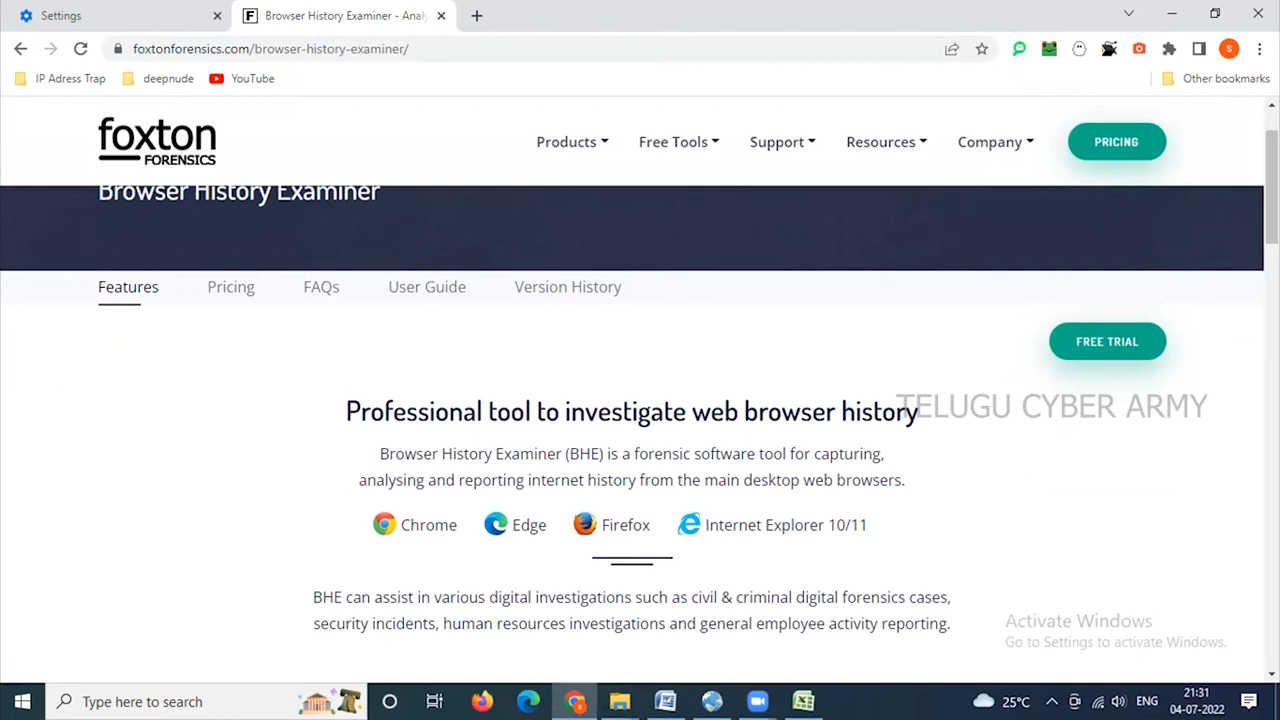 Settings
Browser History Examiner - Anal
foxtonforensics.com/browser-history-examiner/
S
IP Adress Trap
deepnude
YouTube
Other bookmarks
foxton
FORENSICS
Products
Free Tools
Support
Resources
Company
PRICING
Browser History Examiner
Features
Pricing
FAQs
User Guide
Version History
FREE TRIAL
Professional tool to investigate web browser history
TELUGU CYBER ARMY
Browser History Examiner (BHE) is a forensic software tool for capturing,
analysing and reporting internet history from the main desktop web browsers.
Chrome
Edge
Firefox
Internet Explorer 10/11
BHE can assist in various digital investigations such as civil & criminal digital forensics cases,
security incidents, human resources investigations and general employee activity reporting.
Activate Windows
Go to Settings to activate Windows.
Type here to search
25°C
ENG
21:31
04-07-2022